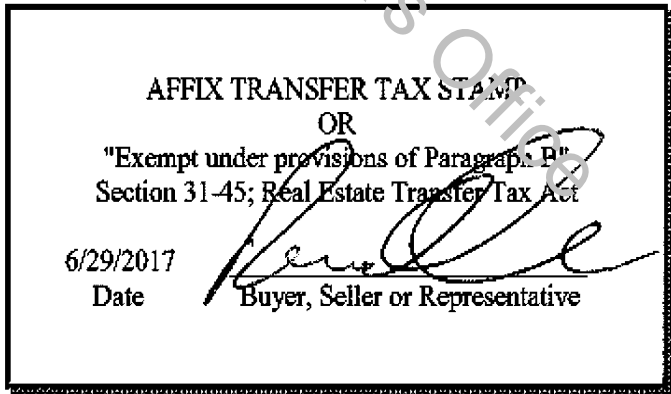 s Office
AFFIX TRANSFER TAX STAMP
OR
"Exempt under provisions of Paragraph B"
Section 31-45; Real Estate Transfer Tax Act
6/29/2017
Date Buyer, Seller or Representative